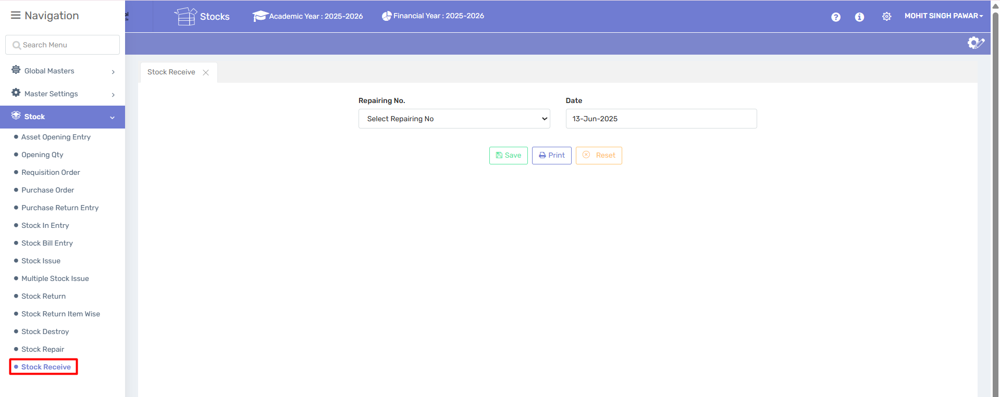 Navigation
Stocks
Academic Year : 2025-2026
Financial Year : 2025-2026
MOHIT SINGH PAWAR
Search Menu
Global Masters
Master Settings
Stock
Asset Opening Entry
Opening Qty
Requisition Order
Purchase Order
Purchase Return Entry
Stock In Entry
Stock Bill Entry
Stock Issue
Multiple Stock Issue
Stock Return
Stock Return Item Wise
Stock Destroy
Stock Repair
Stock Receive
Stock Receive
Repairing No.
Date
Select Repairing No
13-Jun-2025
Save
Print
Reset